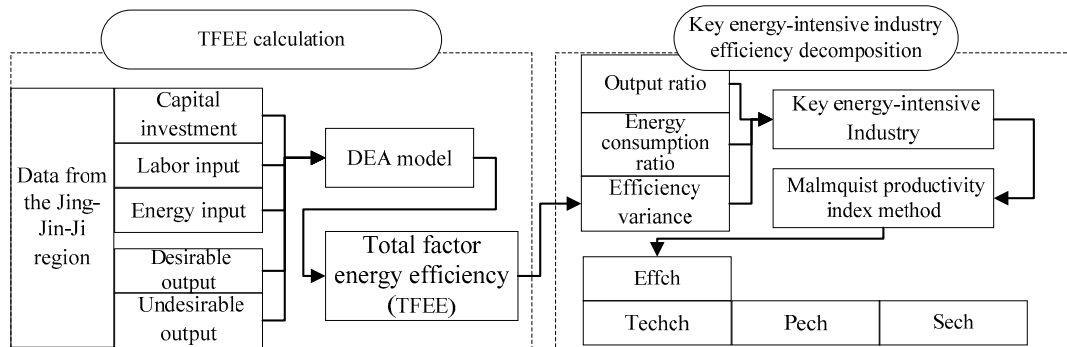 TFEE calculation
Data from
the Jing-
Jin-Ji
region
Capital
investment
Labor input
Energy input
Desirable
output
Undesirable
output
DEA model
Total factor
energy efficiency
(TFEE)
Key energy-intensive industry
efficiency decomposition
Output ratio
Energy
consumption
ratio
Efficiency
variance
Key energy-intensive
Industry
Malmquist productivity
index method
Effch
Techch
Pech
Sech